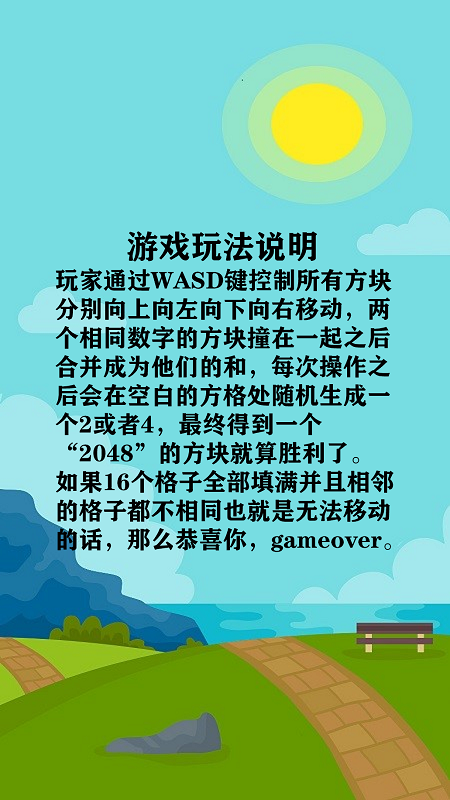 游戏玩法说明
玩家通过WASD键控制所有方块
分别向上向左向下向右移动，两
个相同数字的方块撞在一起之后
合并成为他们的和，每次操作之
后会在空白的方格处随机生成一
个2或者4，最终得到一个
“2048”的方块就算胜利了。
如果16个格子全部填满并且相邻
的格子都不相同也就是无法移动
的话，那么恭喜你，gameover。